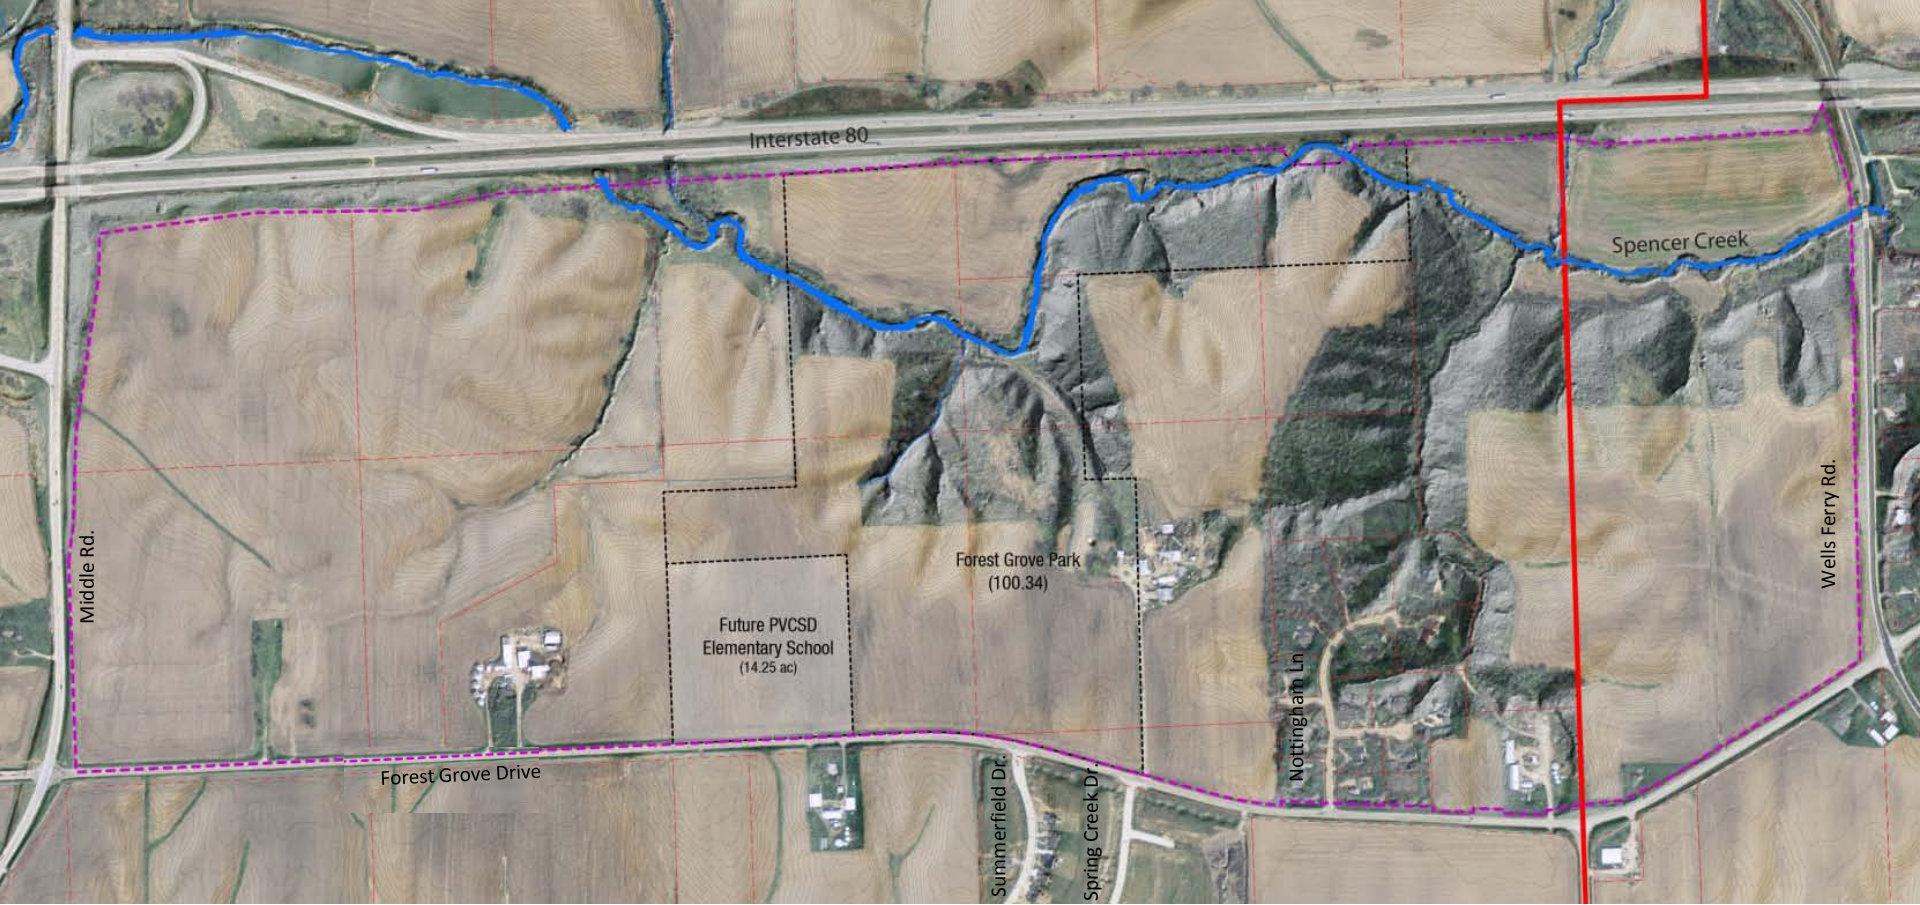 Interstate 80
Spencer Creek
Middle Rd.
Wells Ferry Rd.
Forest Grove Park
(100.34)
Future PVCSD
Elementary School
(14.25 ac)
Nottingham Ln
Forest Grove Drive
Summerfield Dr.
Spring Creek Dr.